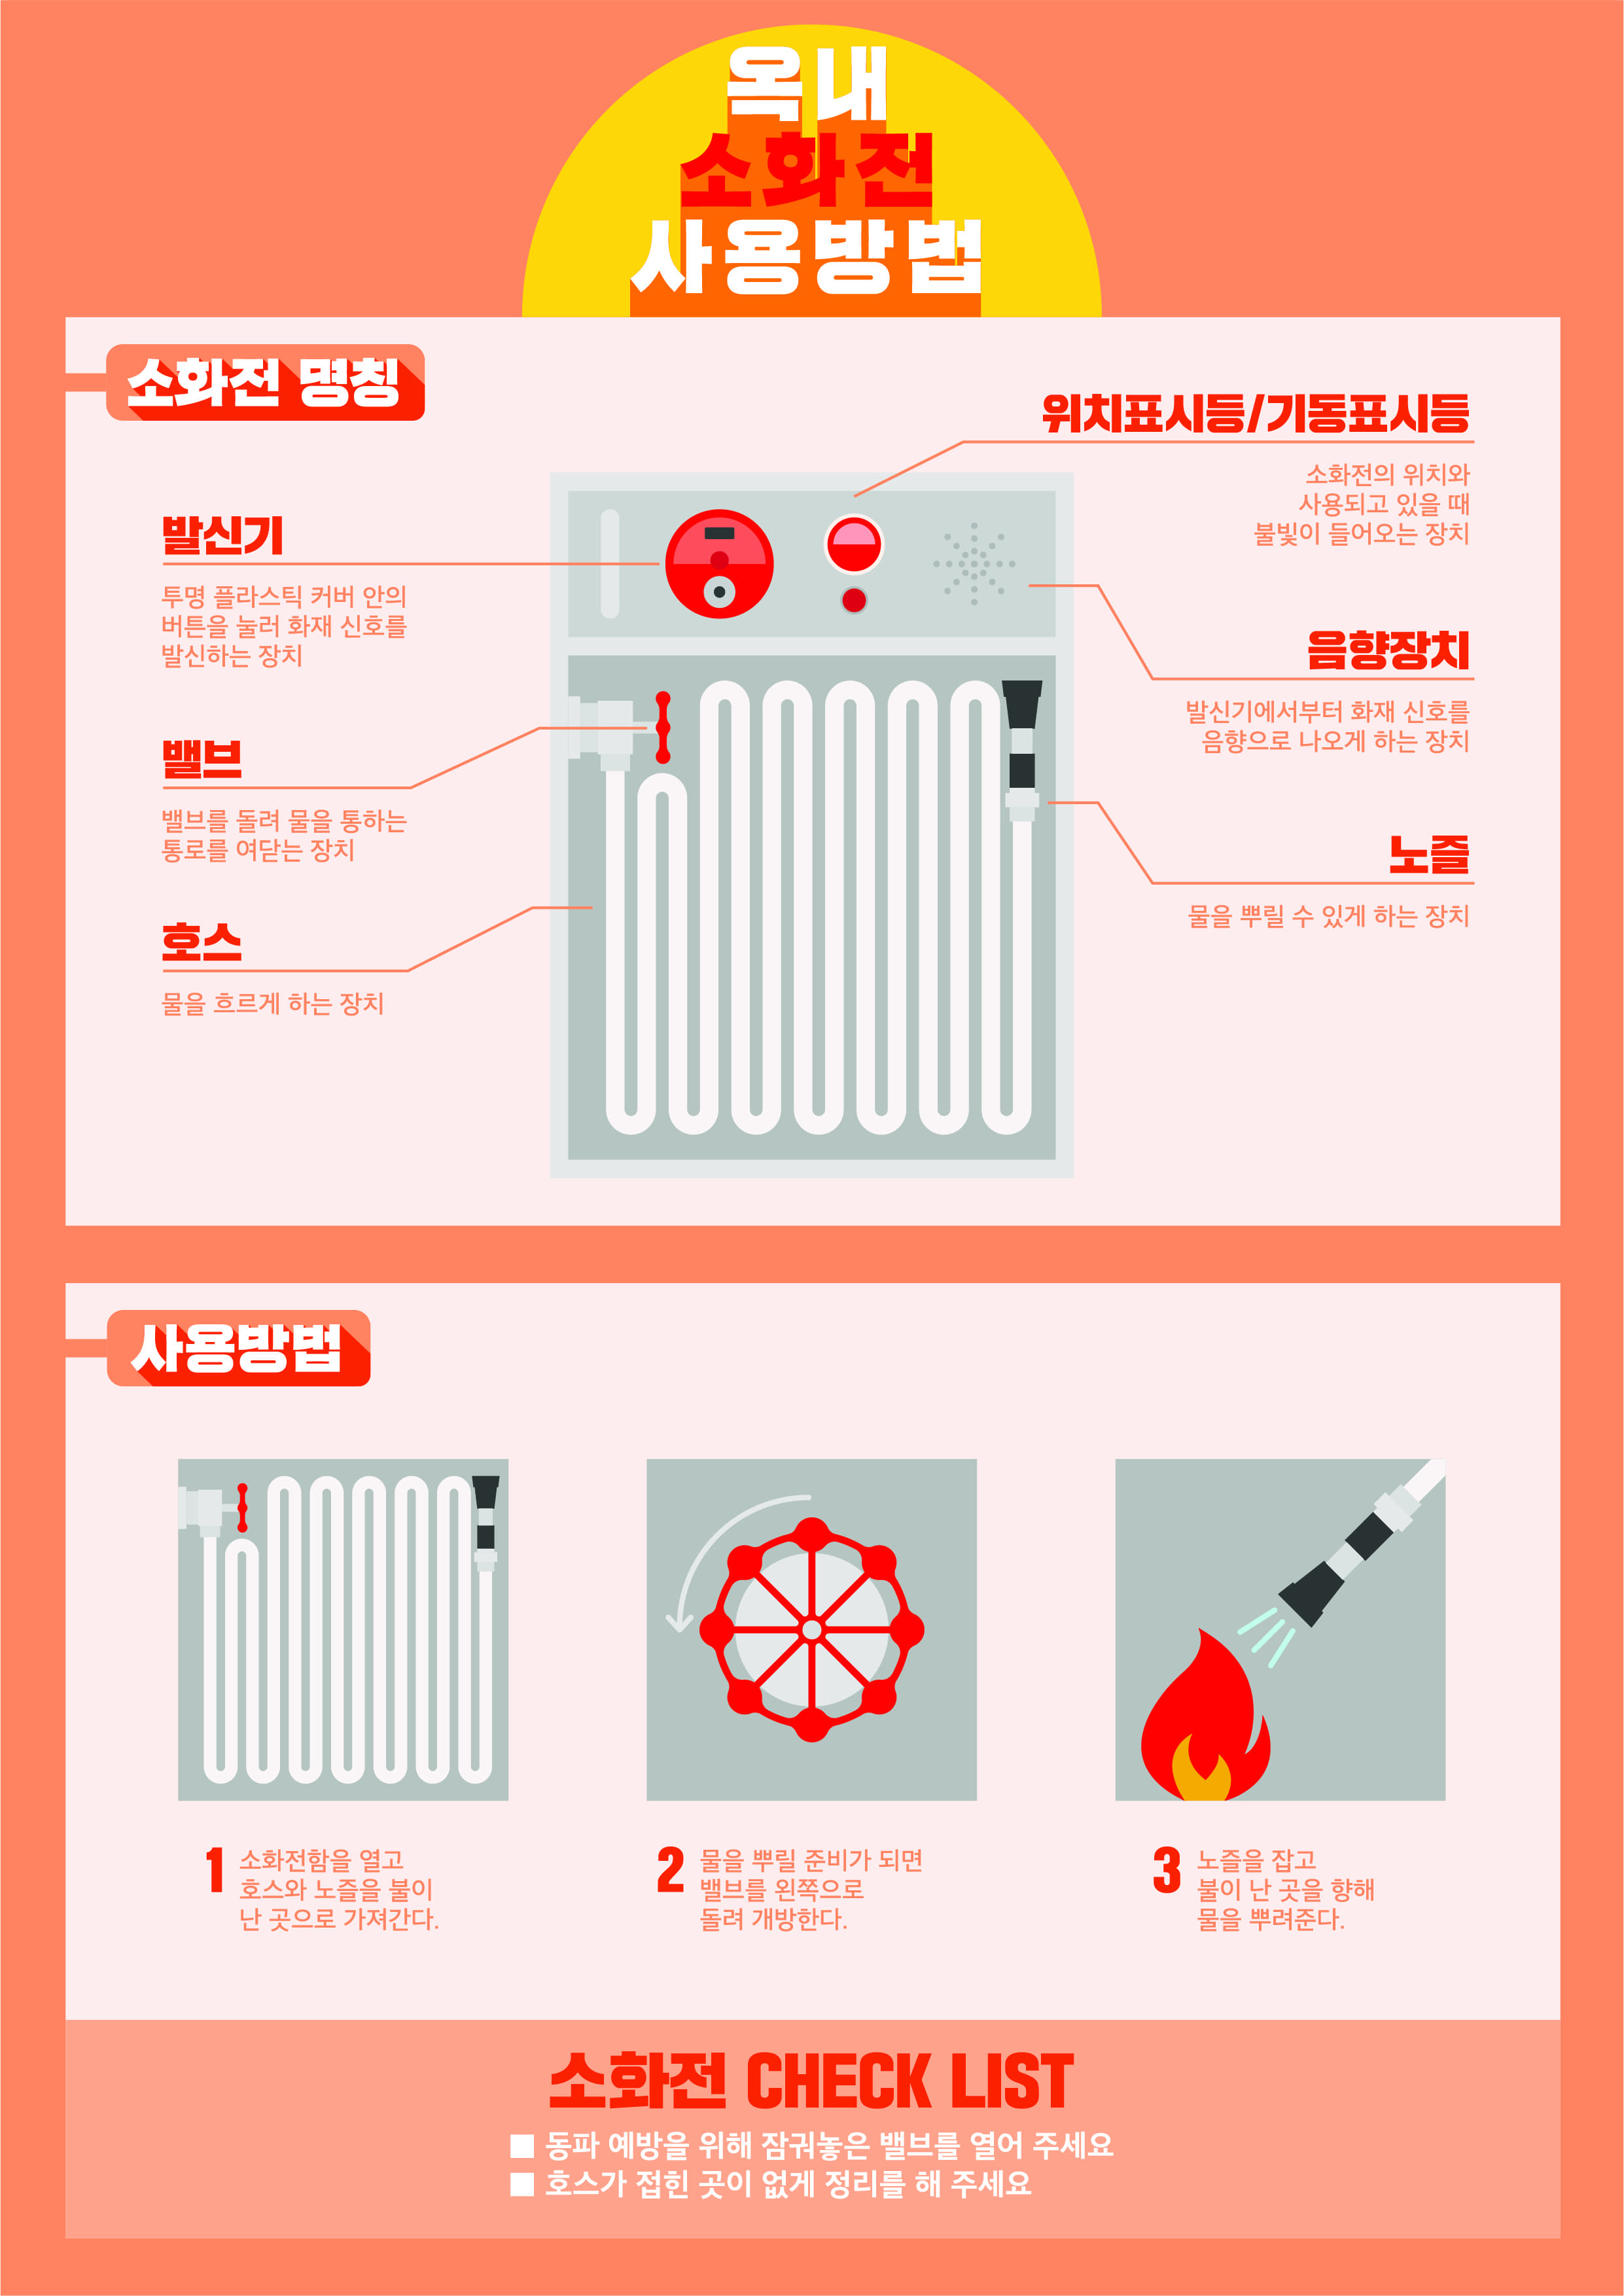 옥내
소화전
사용방법
소화전 명칭
발신기
투명 플라스틱 커버 안의
버튼을 눌러 화재 신호를
발신하는 장치
밸브
밸브를 돌려 물을 통하는
통로를 여닫는 장치
호스
물을 흐르게 하는 장치
위치표시등/기동표시등
소화전의 위치와
사용되고 있을 때
불빛이 들어오는 장치
음향장치
발신기에서부터 화재 신호를
음향으로 나오게 하는 장치
노즐
물을 뿌릴 수 있게 하는 장치
사용방법
1 소화전함을 열고
호스와 노즐을 불이
난 곳으로 가져간다.
2 물을 뿌릴 준비가 되면
밸브를 왼쪽으로
돌려 개방한다.
3 노즐을 잡고
불이 난 곳을 향해
물을 뿌려준다.
소화전 CHECK LIST
동파 예방을 위해 잠궈놓은 밸브를 열어 주세요
호스가 접힌 곳이 없게 정리를 해 주세요